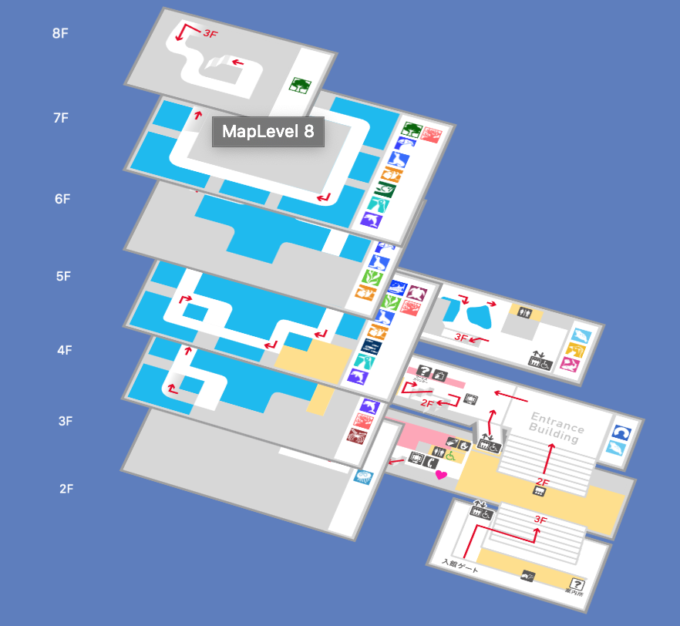 8F
3F
7F
MapLevel 8
6F
5F
3F
4F
?
2F
Entrance
Building
3F
2F
2F
3F
入館ゲート
?
案内所